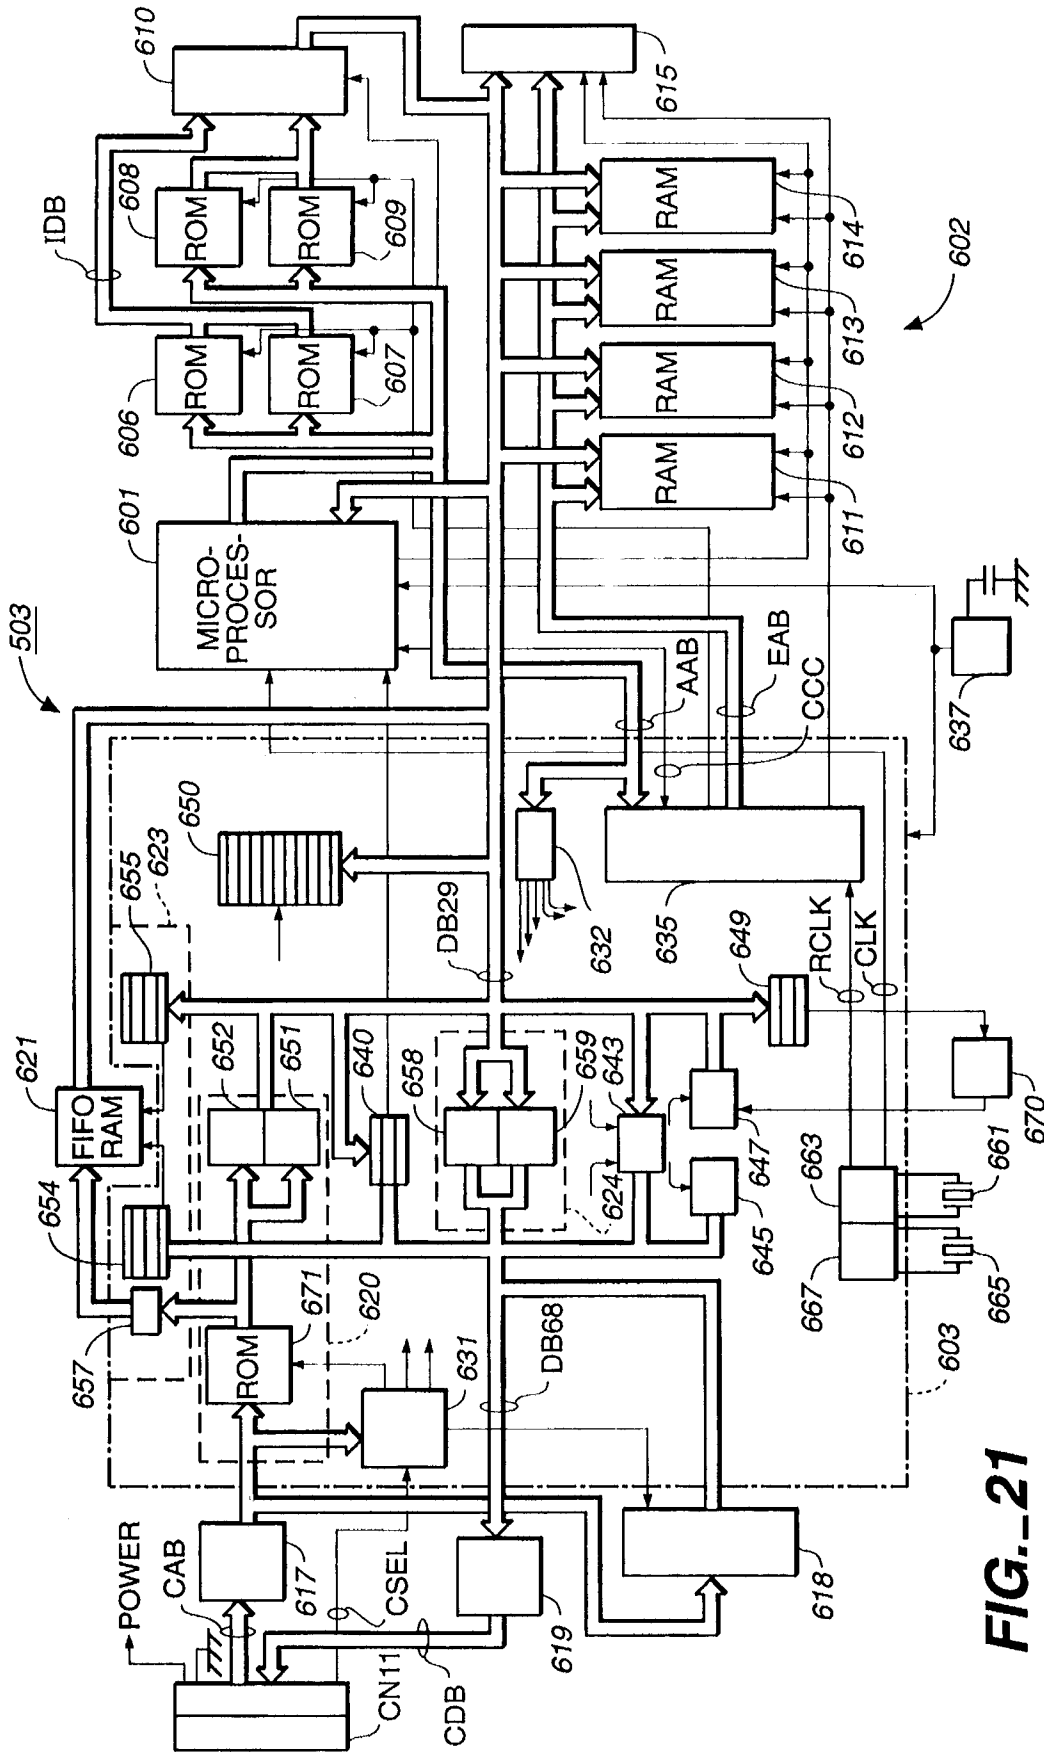 503
610
608
IDB
ROM
ROM
609
606
ROM
ROM
607
601
MICRO-
PROCES-
SOR
615
RAM
614
RAM
613
RAM
612
RAM
611
602
AAB
EAB
CCC
637
650
623
655
621
FIFO
RAM
654
657
652
651
640
DB29
632
635
658
659
643
624
647
645
649
RCLK
CLK
670
663
661
667
665
603
ROM
671
620
631
DB68
POWER
CAB
617
CSEL
CN11
CDB
619
618
FIG._21